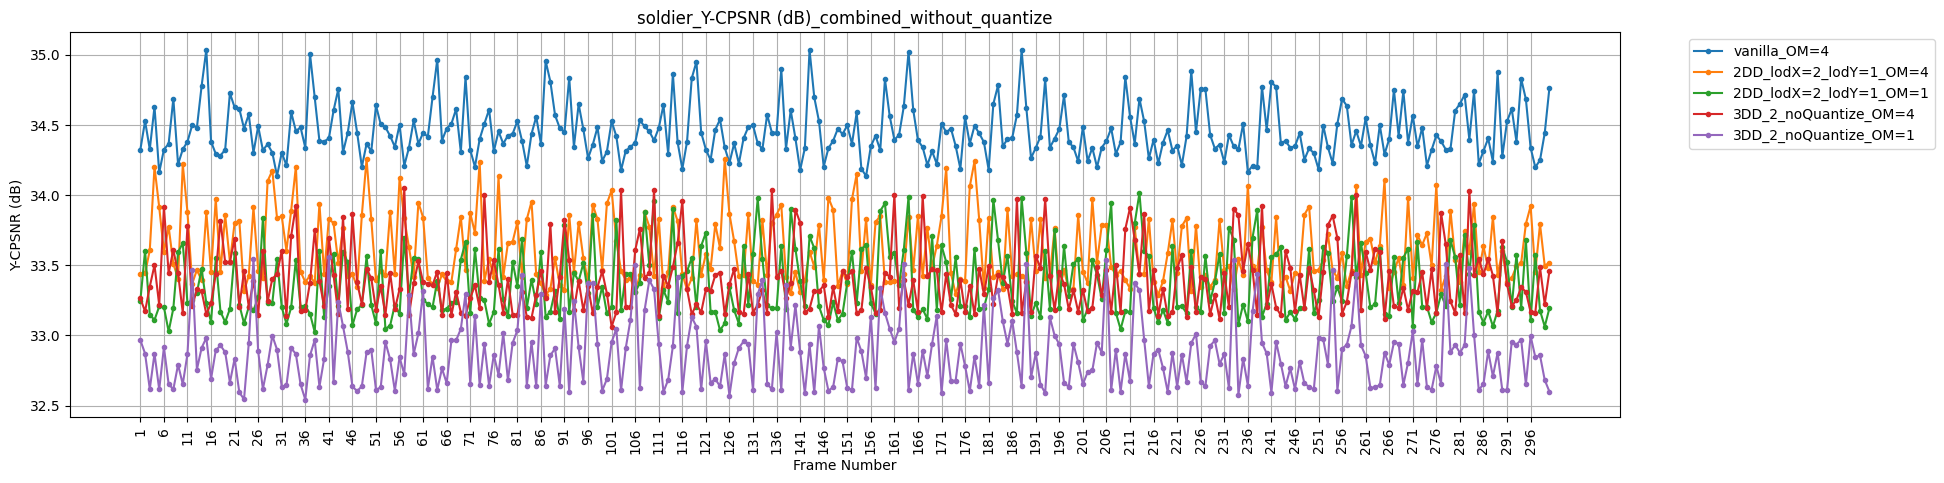 soldier_Y-CPSNR (dB)_combined_without_quantize
vanilla_OM=4
2DD_lodX=2_lodY=1_OM=4
2DD_lodX=2_lodY=1_OM=1
3DD_2_noQuantize_OM=4
3DD_2_noQuantize_OM=1
Y-CPSNR (dB)
35.0
34.5
34.0
33.5
33.0
32.5
1 6 11 16 21 26 31 36 41 46 51 56 61 66 71 76 81 86 91 96 101 106 111 116 121 126 131 136 141 146 151 156 161 166 171 176 181 186 191 196 201 206 211 216 221 226 231 236 241 246 251 256 261 266 271 276 281 286 291 296
Frame Number